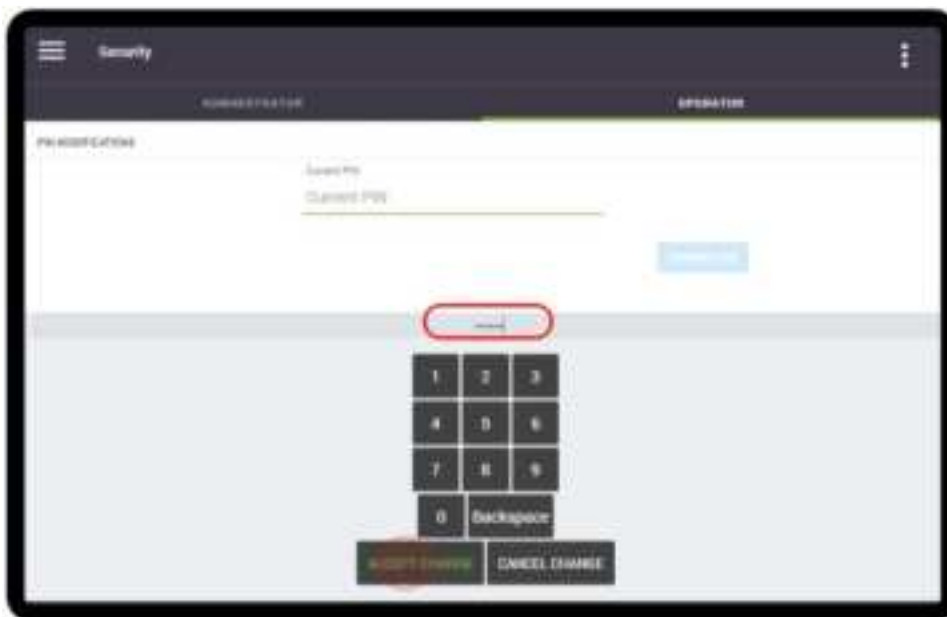 Security
ADMINISTRATOR OPERATOR
PIN MODIFICATIONS
Current PIN
Current PIN
1 2 3
4 5 6
7 8 9
0 Backspace
ACCEPT CHANGE CANCEL CHANGE